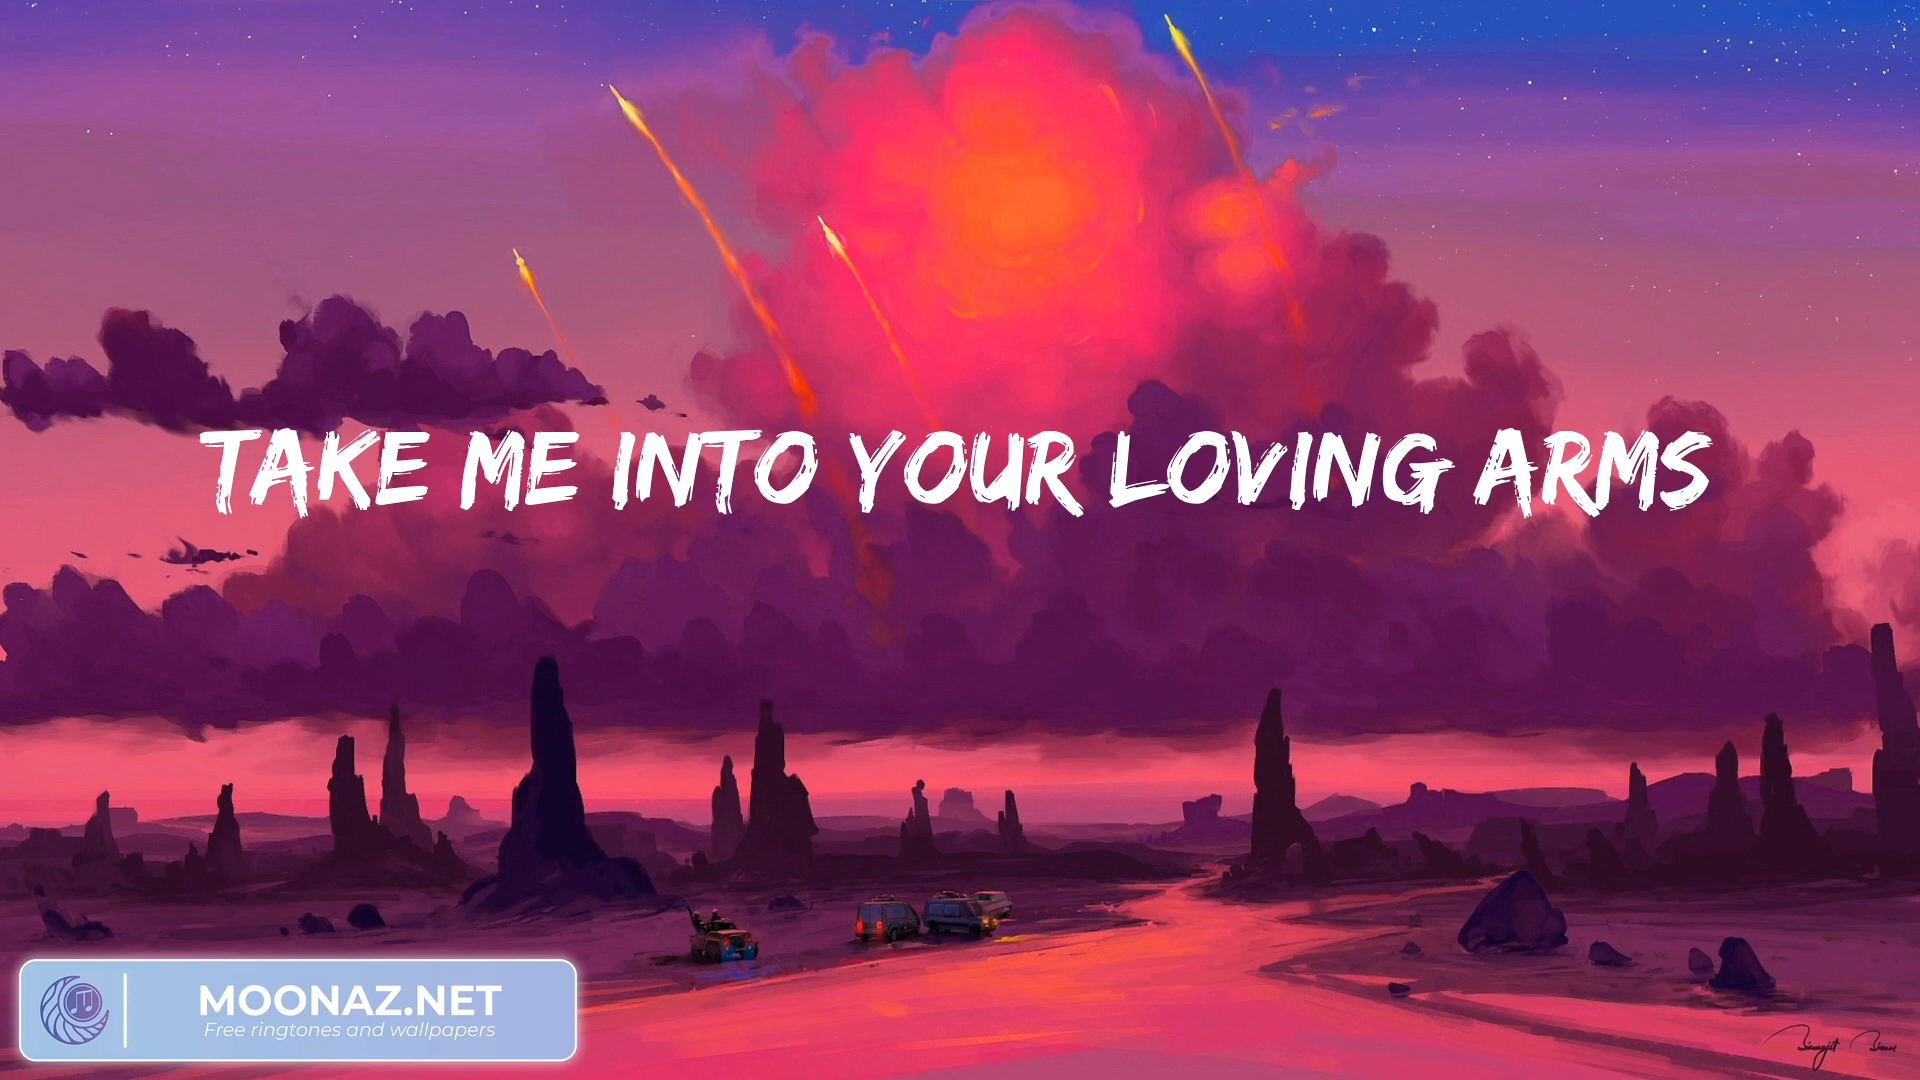 TAKE ME INTO YOUR LOVING ARMS
MOONAZ.NET
Free ringtones and wallpapers